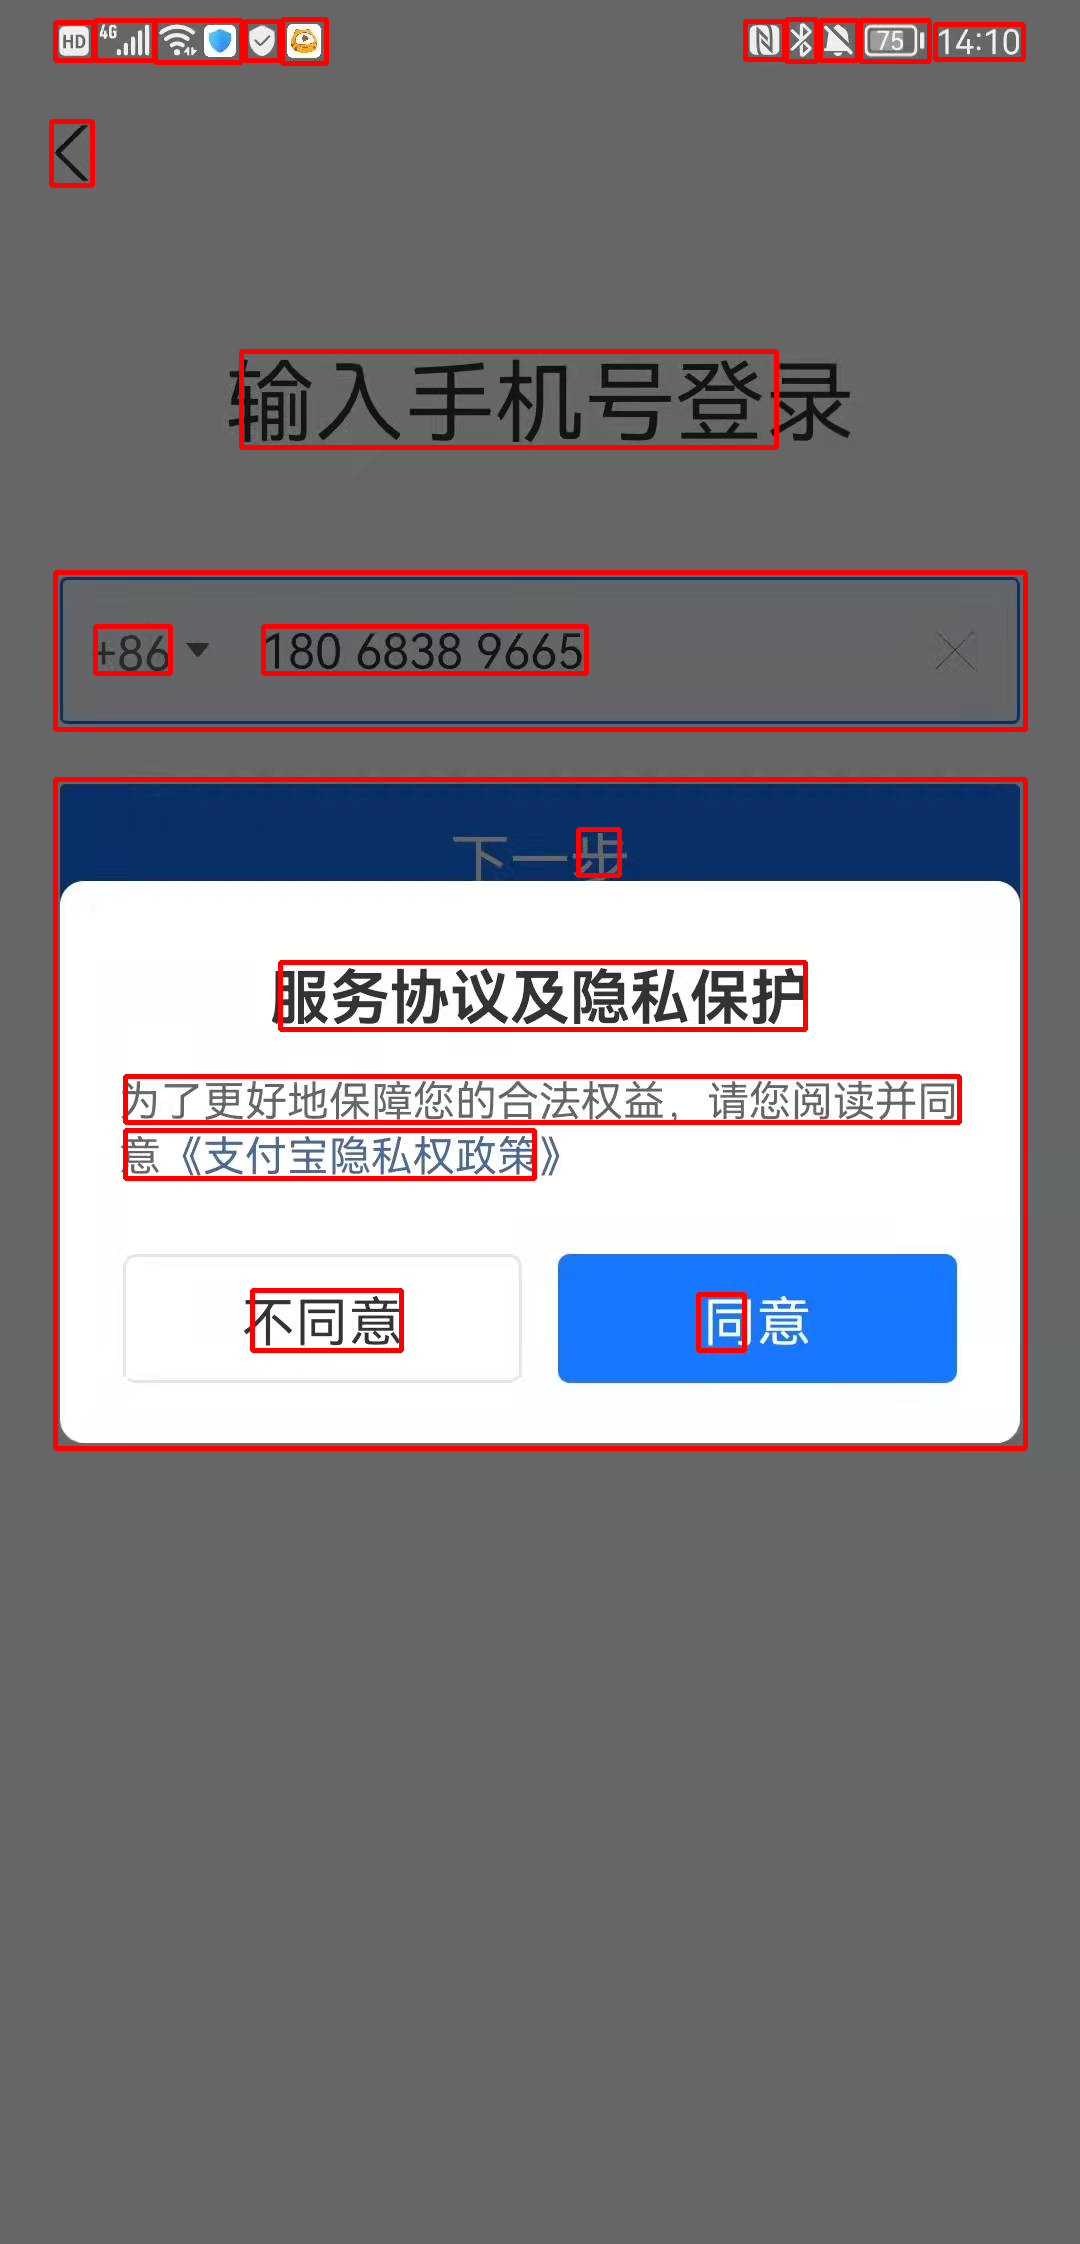 HD 4G 75 14:10
输入手机号登录
+86 180 6838 9665
下一步
服务协议及隐私保护
为了更好地保障您的合法权益，请您阅读并同
意《支付宝隐私权政策》
不同意 同意